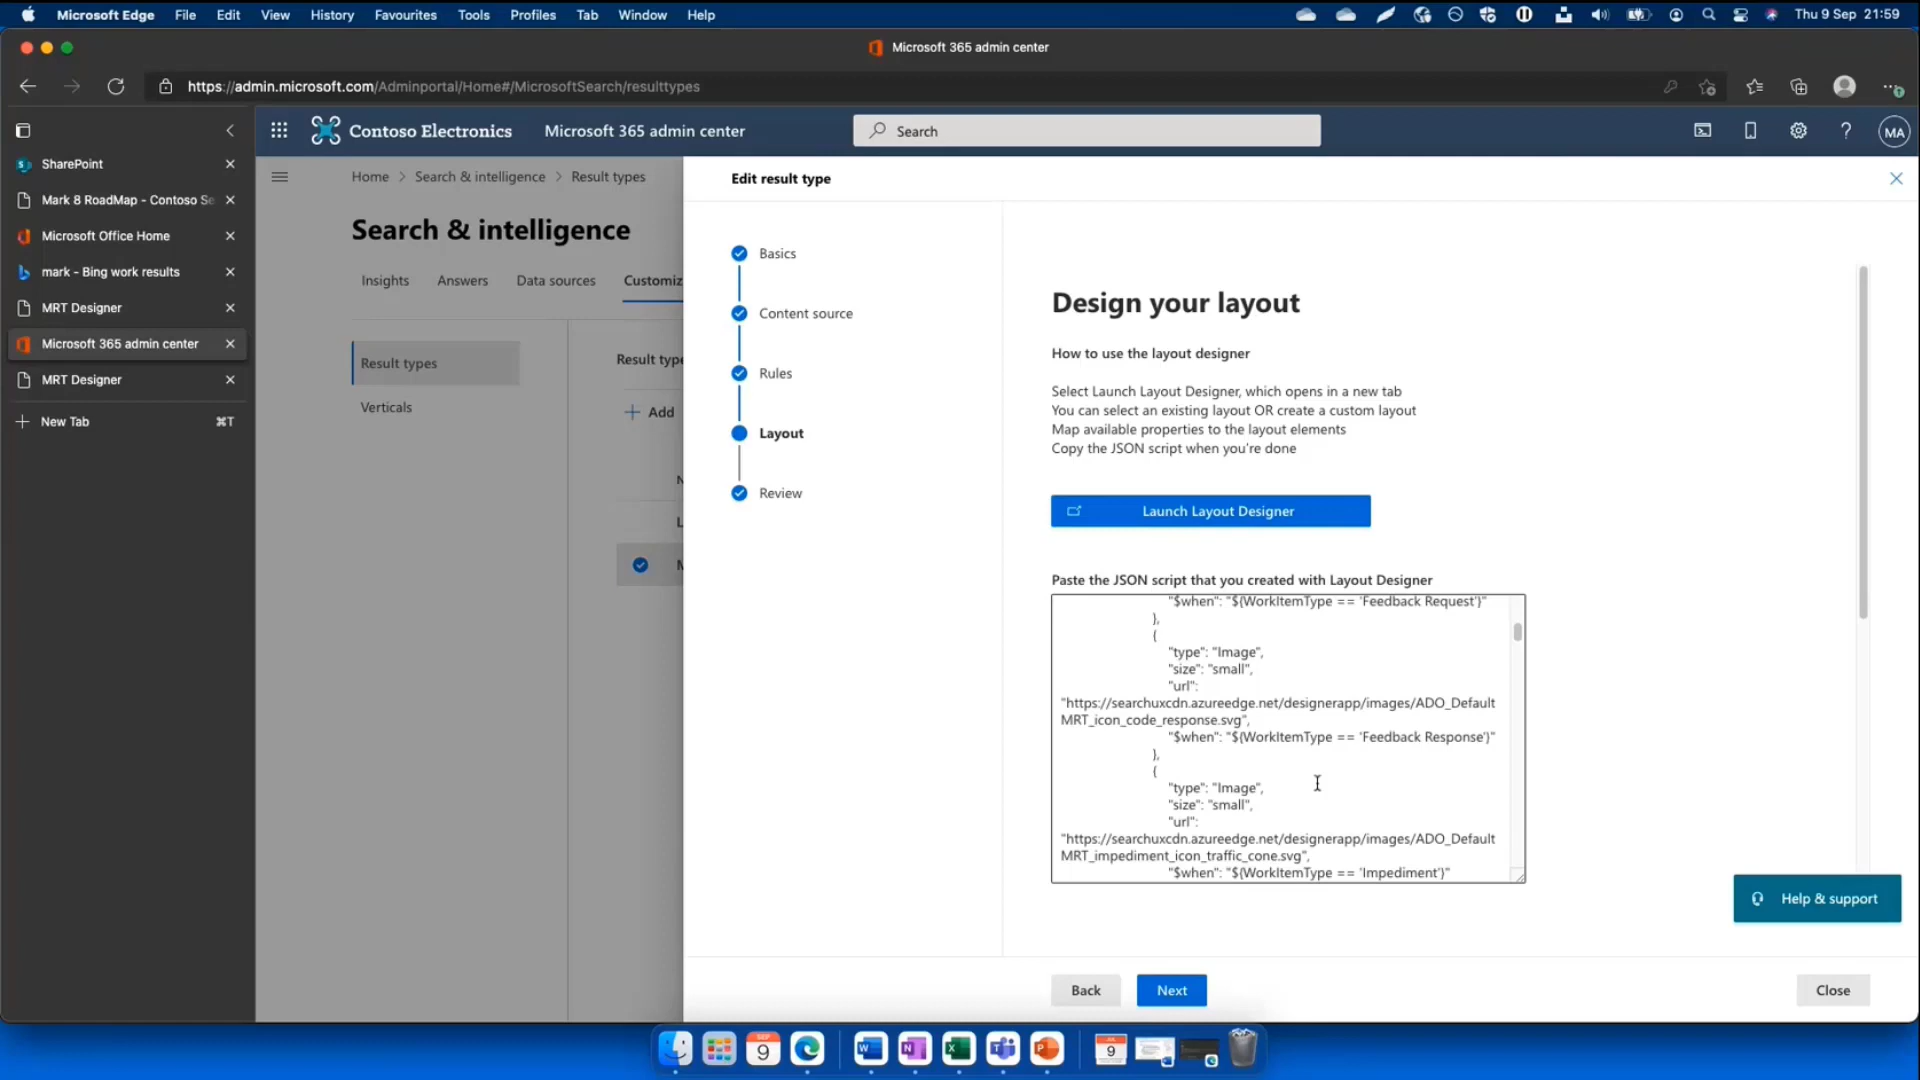 Microsoft Edge File Edit View History Favourites Tools Profiles Tab Window Help Thu 9 Sep 21:59
Microsoft 365 admin center
https://admin.microsoft.com/Adminportal/Home#/MicrosoftSearch/resulttypes
Contoso Electronics Microsoft 365 admin center Search MA
SharePoint
Mark 8 RoadMap - Contoso Se
Microsoft Office Home
mark - Bing work results
MRT Designer
Microsoft 365 admin center
MRT Designer
New Tab ⌘T
Home > Search & intelligence > Result types
Search & intelligence
Insights Answers Data sources Customiz
Result types
Verticals
Result type
Add
N
L
M
Edit result type
Basics
Content source
Rules
Layout
Review
Design your layout
How to use the layout designer
Select Launch Layout Designer, which opens in a new tab
You can select an existing layout OR create a custom layout
Map available properties to the layout elements
Copy the JSON script when you're done
Launch Layout Designer
Paste the JSON script that you created with Layout Designer
"$when": "${WorkItemType == 'Feedback Request'}"
},
{
"type": "Image",
"size": "small",
"url":
"https://searchuxcdn.azureedge.net/designerapp/images/ADO_Default
MRT_icon_code_response.svg",
"$when": "${WorkItemType == 'Feedback Response'}"
},
{
"type": "Image",
"size": "small",
"url":
"https://searchuxcdn.azureedge.net/designerapp/images/ADO_Default
MRT_impediment_icon_traffic_cone.svg",
"$when": "${WorkItemType == 'Impediment'}"
Help & support
Back Next Close
SEP
9
9